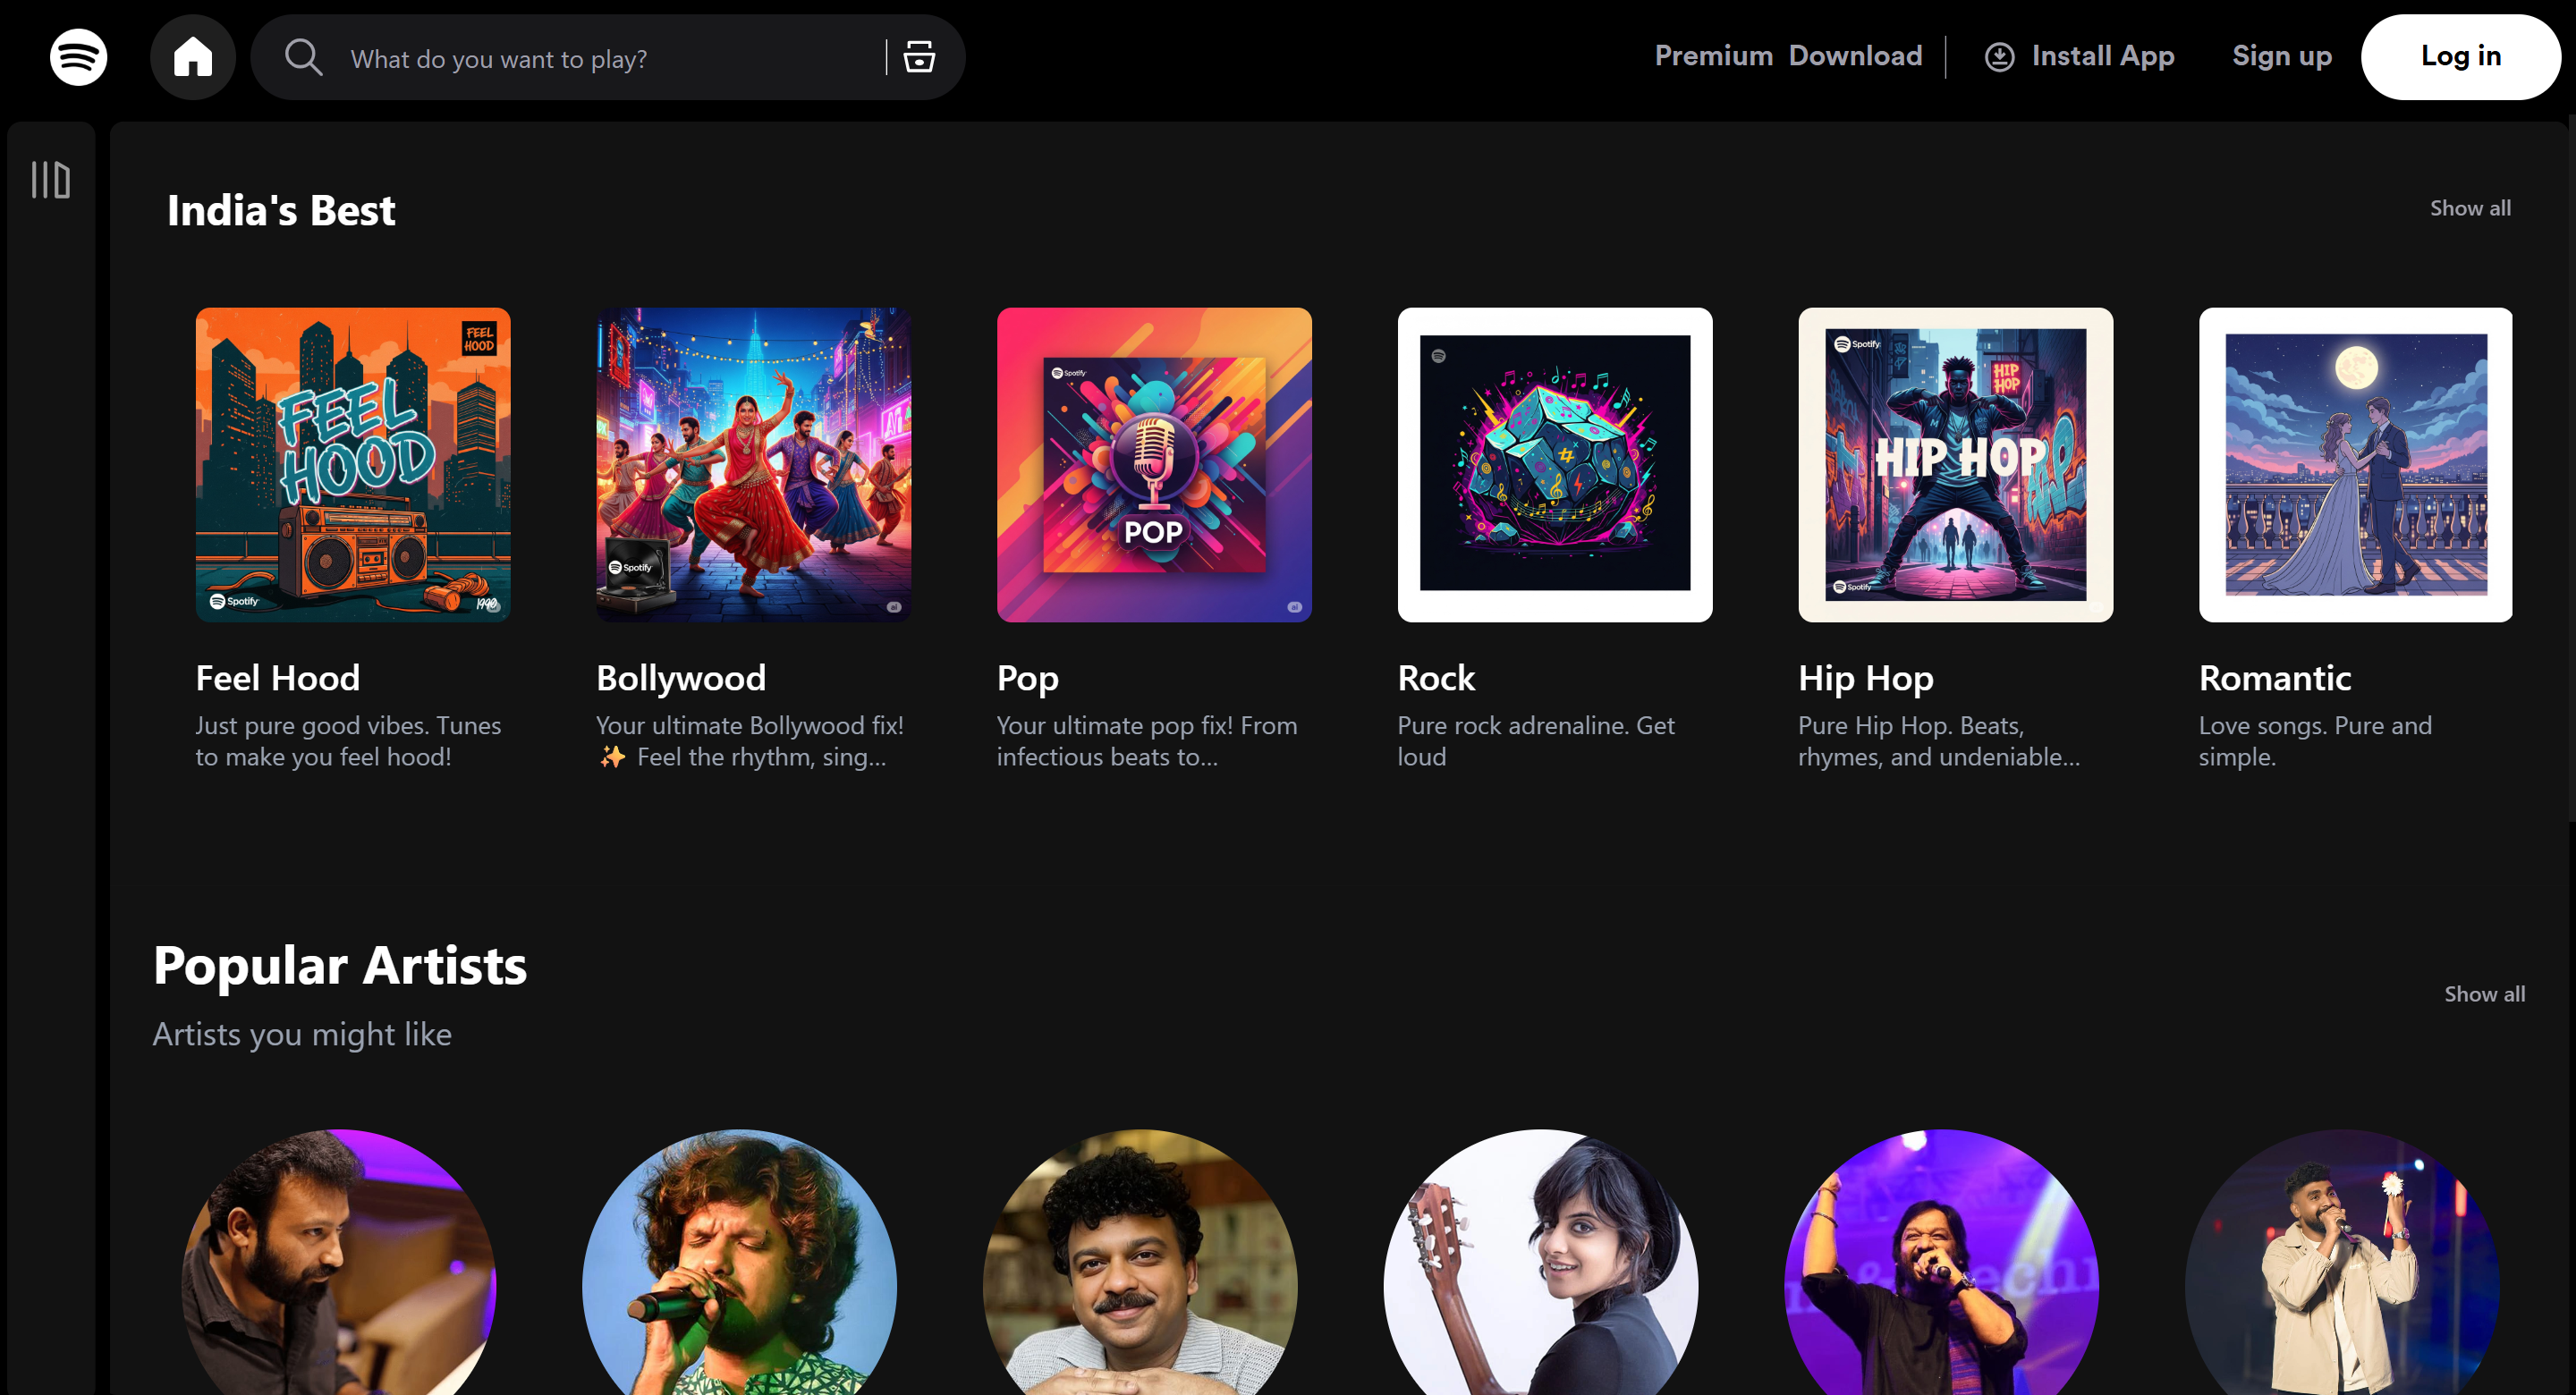 What do you want to play?
Premium Download
Install App
Sign up
Log in
India's Best
Show all
FEEL
HOOD
FEEL
HOOD
Spotify
1990
Spotify
ai
Spotify
POP
ai
Spotify
HIP
HOP
HIP HOP
Spotify
Feel Hood
Bollywood
Pop
Rock
Hip Hop
Romantic
Just pure good vibes. Tunes
to make you feel hood!
Your ultimate Bollywood fix!
✨ Feel the rhythm, sing...
Your ultimate pop fix! From
infectious beats to...
Pure rock adrenaline. Get
loud
Pure Hip Hop. Beats,
rhymes, and undeniable...
Love songs. Pure and
simple.
Popular Artists
Artists you might like
Show all